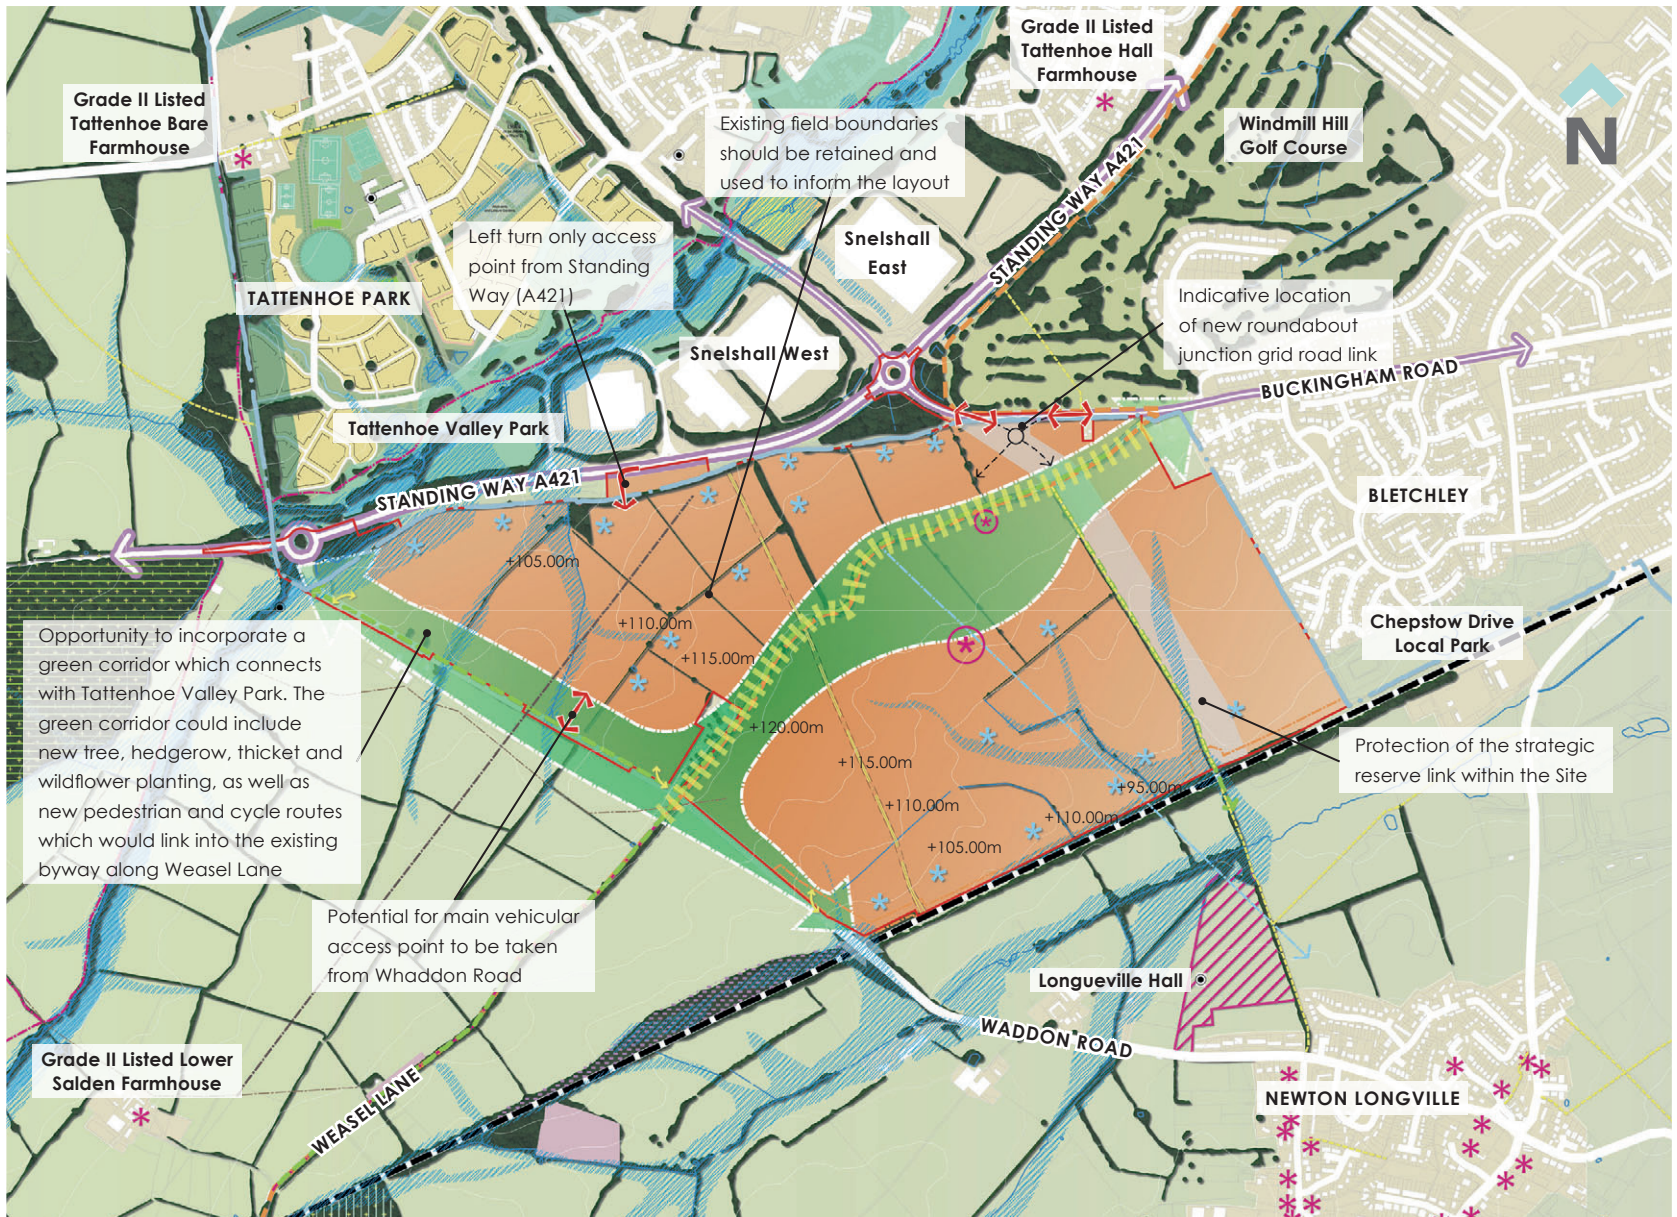 Grade II Listed
Tattenhoe Hall
Farmhouse
Grade II Listed
Tattenhoe Bare
Farmhouse
Existing field boundaries
should be retained and
used to inform the layout
Windmill Hill
Golf Course
N
STANDING WAY A421
Left turn only access
point from Standing
Way (A421)
Snelshall
East
TATTENHOE PARK
Indicative location
of new roundabout
junction grid road link
Snelshall West
BUCKINGHAM ROAD
Tattenhoe Valley Park
STANDING WAY A421
BLETCHLEY
+105.00m
+110.00m
+115.00m
+120.00m
+115.00m
+110.00m
+105.00m
+110.00m
+95.00m
Chepstow Drive
Local Park
Opportunity to incorporate a
green corridor which connects
with Tattenhoe Valley Park. The
green corridor could include
new tree, hedgerow, thicket and
wildflower planting, as well as
new pedestrian and cycle routes
which would link into the existing
byway along Weasel Lane
Protection of the strategic
reserve link within the Site
Potential for main vehicular
access point to be taken
from Whaddon Road
Longueville Hall
WADDON ROAD
Grade II Listed Lower
Salden Farmhouse
WEASEL LANE
NEWTON LONGVILLE